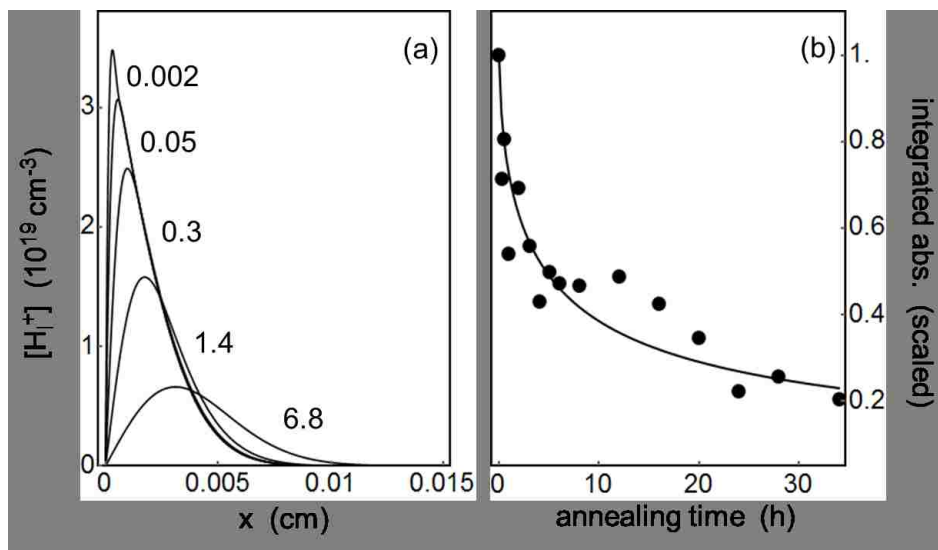 (a)
0.002
0.05
0.3
1.4
6.8
3
2
1
0
0 0.005 0.01 0.015
x (cm)
[HI+] (10^19 cm-3)
(b)
1.
0.8
0.6
0.4
0.2
0 10 20 30
annealing time (h)
integrated abs. (scaled)